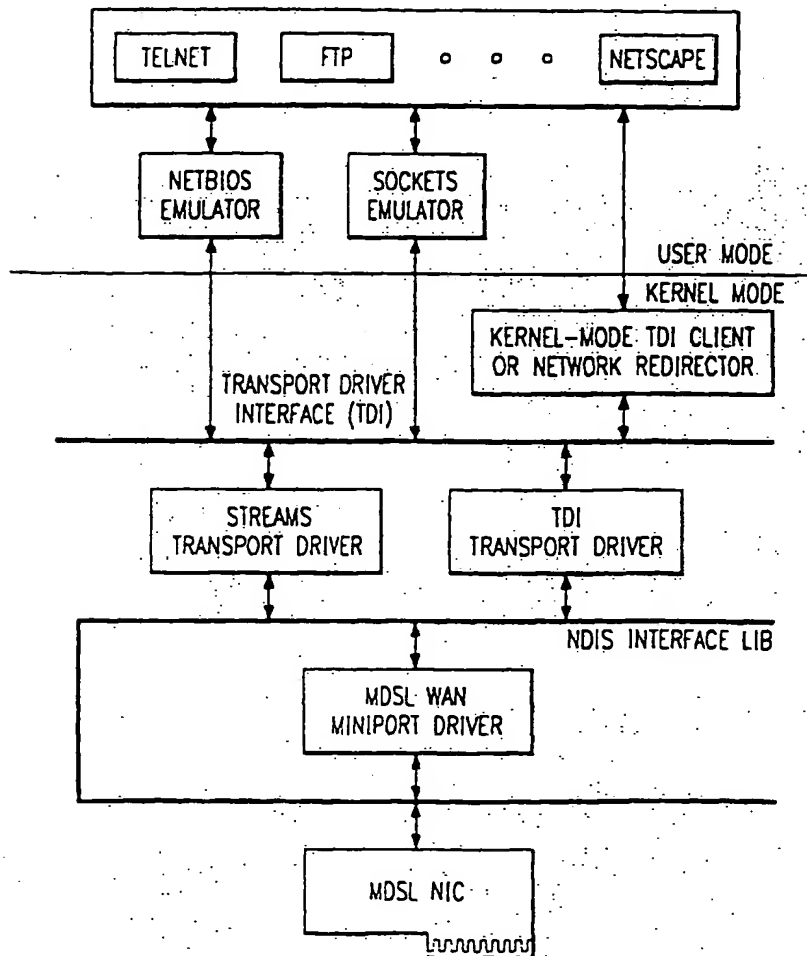 TELNET
FTP
NETSCAPE
NETBIOS
EMULATOR
SOCKETS
EMULATOR
USER MODE
KERNEL MODE
KERNEL-MODE TDI CLIENT
OR NETWORK REDIRECTOR
TRANSPORT DRIVER
INTERFACE (TDI)
STREAMS
TRANSPORT DRIVER
TDI
TRANSPORT DRIVER
NDIS INTERFACE LIB
MDSL WAN
MINIPORT DRIVER
MDSL NIC